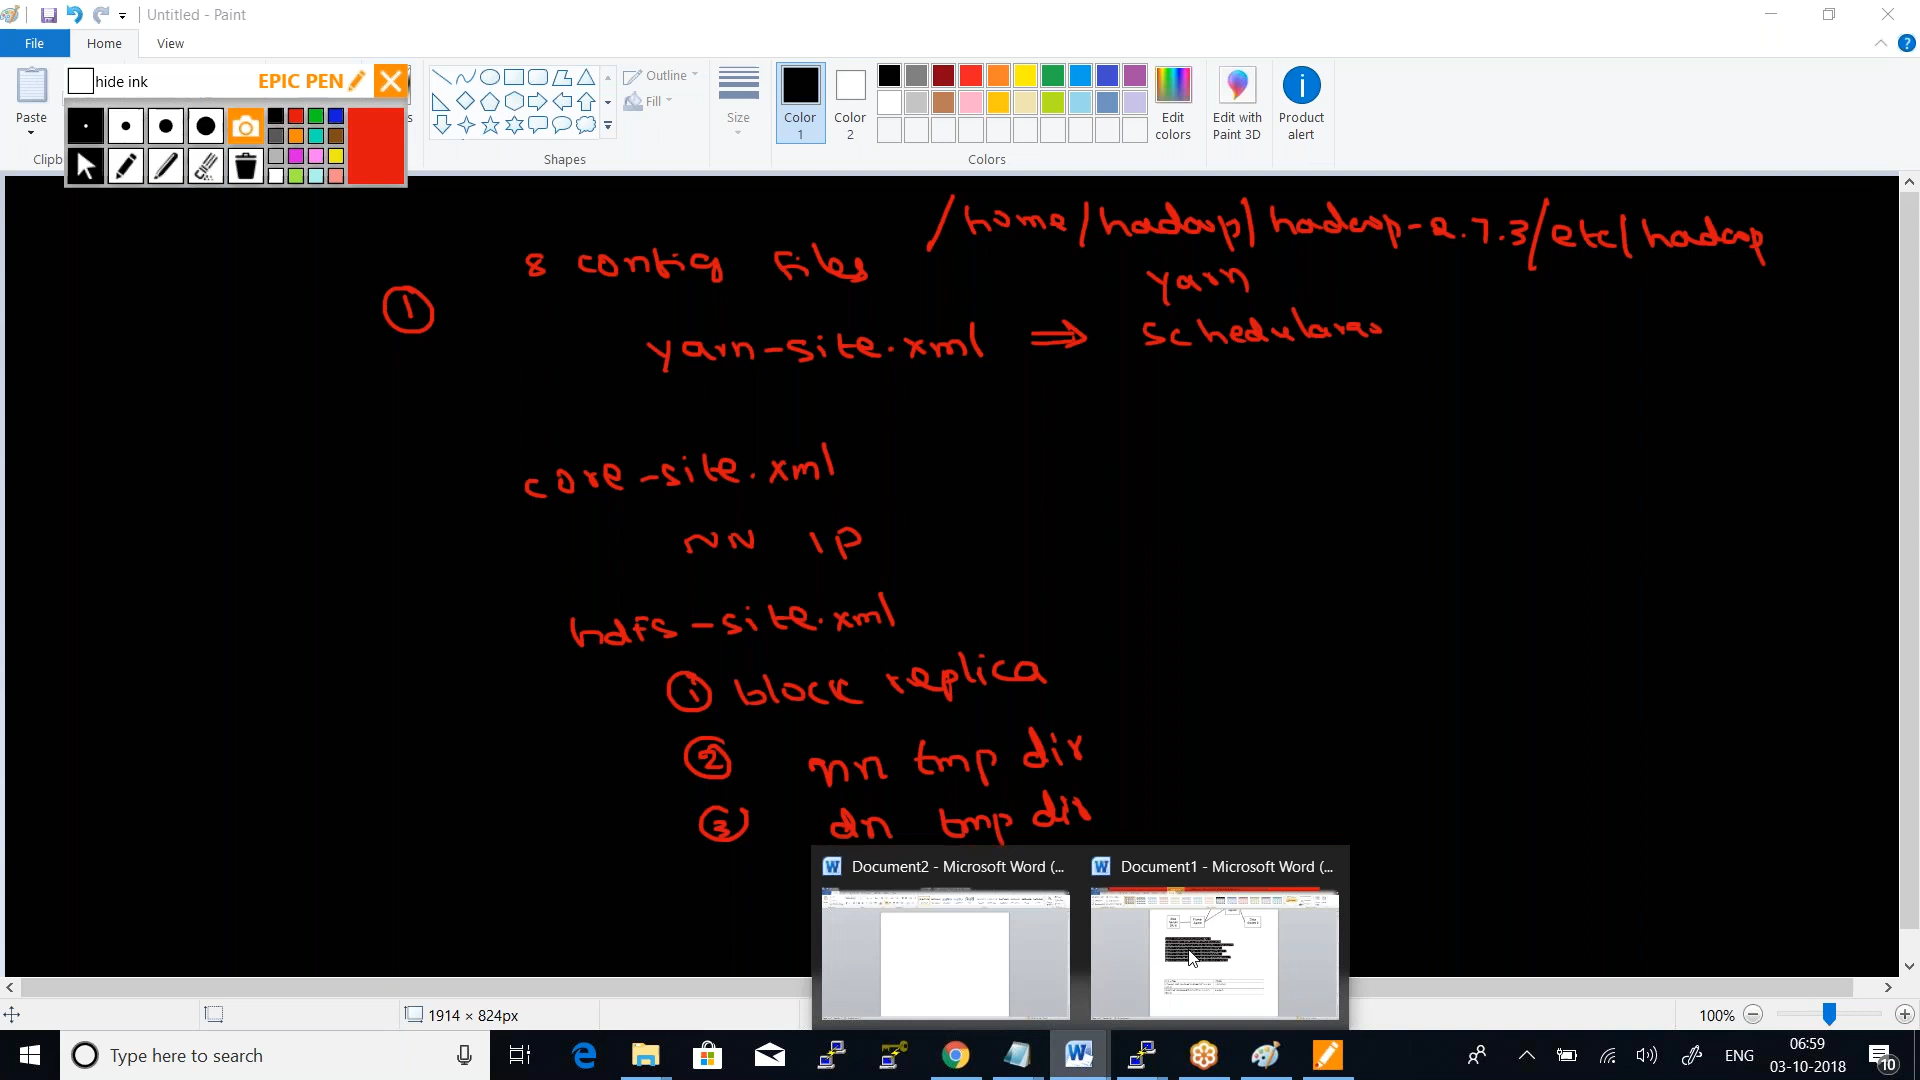 Untitled - Paint
File Home View
hide ink EPIC PEN
Paste
Clipb
Shapes
Outline
Fill
Size
Color 1
Color 2
Edit colors
Colors
Edit with Paint 3D
Product alert
/home/hadoop/hadoop-2.7.3/etc/hadoop
8 config files
yarn
1
yarn-site.xml ⇒ schedulares
core-site.xml
NN IP
hdfs-site.xml
1 block replica
2 nn tmp dir
3 dn tmp dir
Document2 - Microsoft Word (...
Document1 - Microsoft Word (...
1914 × 824px
100%
Type here to search
ENG
06:59
03-10-2018
10